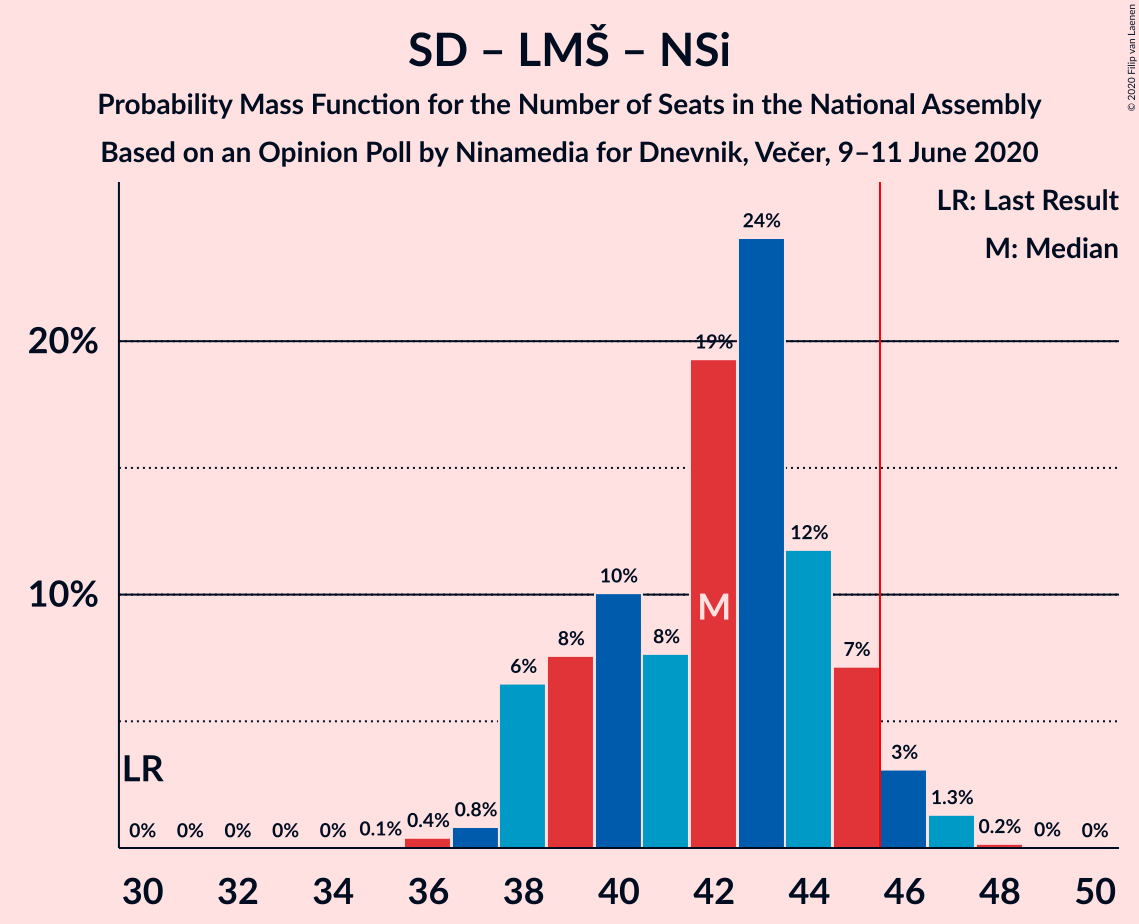 SD – LMŠ – NSi
Probability Mass Function for the Number of Seats in the National Assembly
Based on an Opinion Poll by Ninamedia for Dnevnik, Večer, 9–11 June 2020
© 2020 Filip van Laenen
LR: Last Result
M: Median
24%
20%
19%
12%
10%
10%
M
8%
8%
7%
6%
3%
LR
1.3%
0% 0% 0% 0% 0% 0.1% 0.4% 0.8% 0.2% 0% 0%
30 32 34 36 38 40 42 44 46 48 50